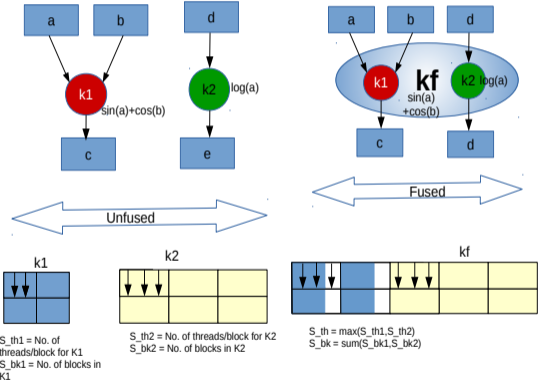 a b d
k1
sin(a)+cos(b)
k2
log(a)
c e
Unfused
a b d
k1
kf
k2
log(a)
sin(a)
+cos(b)
c d
Fused
k1
k2
kf
S_th1 = No. of
threads/block for K1
S_bk1 = No. of blocks in
K1
S_th2 = No. of threads/block for K2
S_bk2 = No. of blocks in K2
S_th = max(S_th1,S_th2)
S_bk = sum(S_bk1,S_bk2)